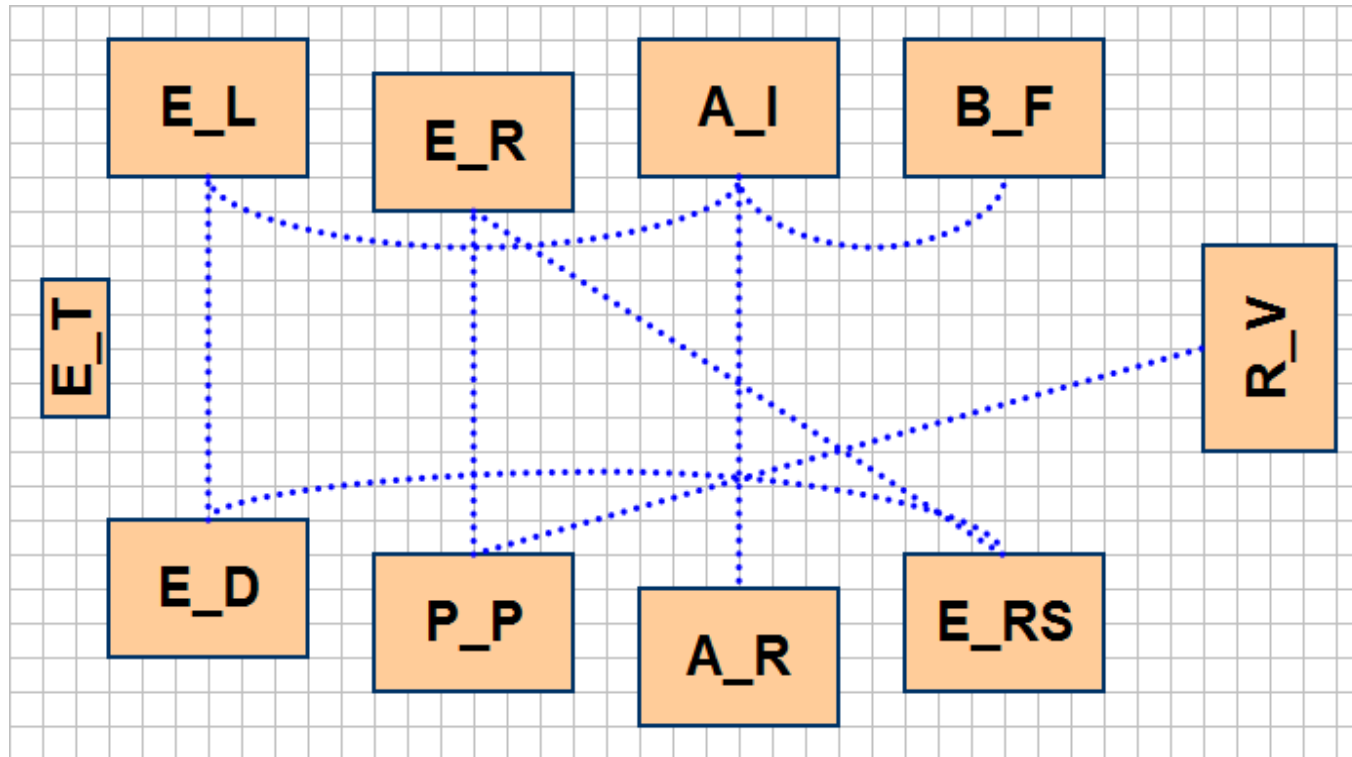 E_L
E_R
A_I
B_F
E_T
R_V
E_D
P_P
A_R
E_RS